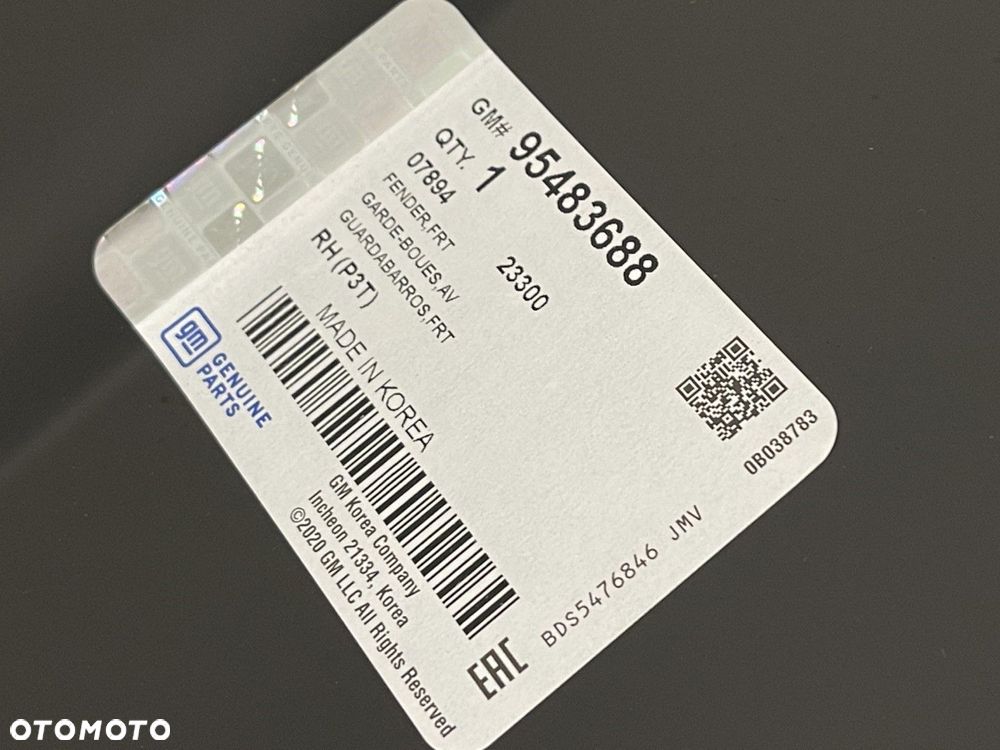 GM# 95483688
QTY. 1
07894 23300
FENDER,FRT
GARDE-BOUES,AV
GUARDABARROS,FRT
RH(P3T)
MADE IN KOREA
gm
GENUINE
PARTS
GM Korea Company
Incheon 21334, Korea
©2020 GM LLC All Rights Reserved
EAC
BDS5476846 JMV
0B038783
OTOMOTO